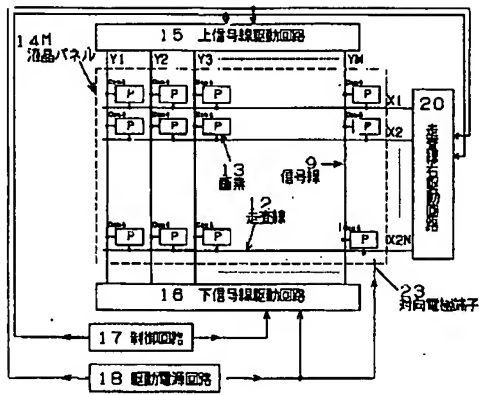 15 上信号線駆動回路
14M
液晶パネル
Y1 Y2 Y3 YM
P P P P
X1
P P P P
X2
20
走査線右駆動回路
13
画素
9
信号線
12
走査線
P P P P
X2N
23
対向電極端子
16 下信号線駆動回路
17 制御回路
18 駆動電源回路